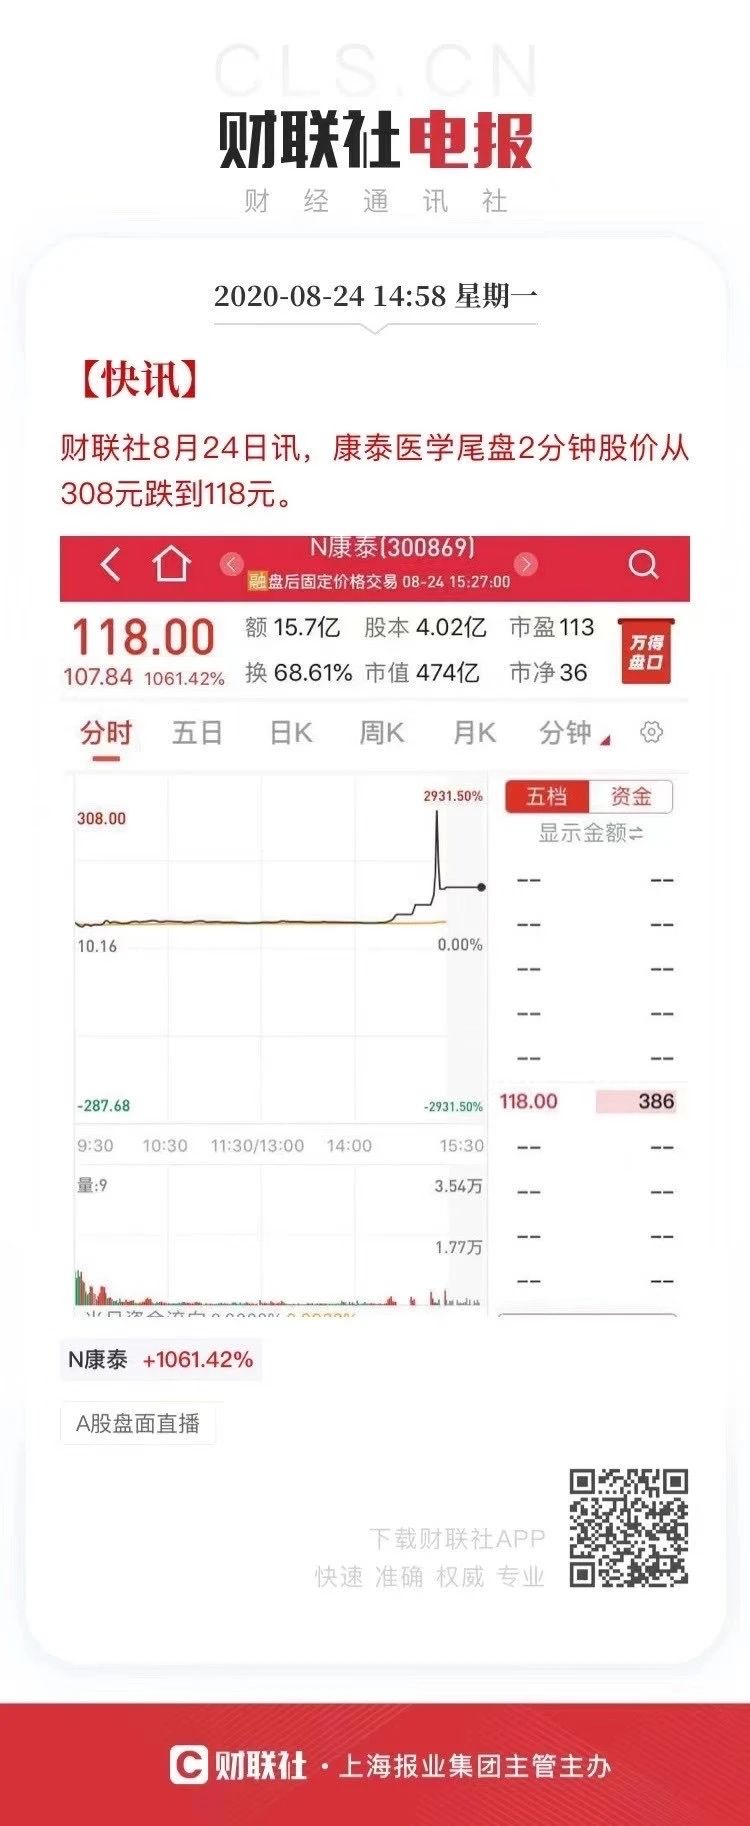 CLS.CN
财联社电报
财经通讯社
2020-08-24 14:58 星期一
【快讯】
财联社8月24日讯，康泰医学尾盘2分钟股价从
308元跌到118元。
N康泰(300869)
融盘后固定价格交易 08-24 15:27:00
118.00
107.84 1061.42%
额 15.7亿 股本 4.02亿 市盈 113
换 68.61% 市值 474亿 市净 36
万得
盘口
分时 五日 日K 周K 月K 分钟
308.00 2931.50%
10.16 0.00%
-287.68 -2931.50%
9:30 10:30 11:30/13:00 14:00 15:30
量:9 3.54万
1.77万
五档 资金
显示金额⇌
-- --
-- --
-- --
-- --
-- --
118.00 386
-- --
-- --
-- --
-- --
N康泰 +1061.42%
A股盘面直播
下载财联社APP
快速 准确 权威 专业
C 财联社 · 上海报业集团主管主办